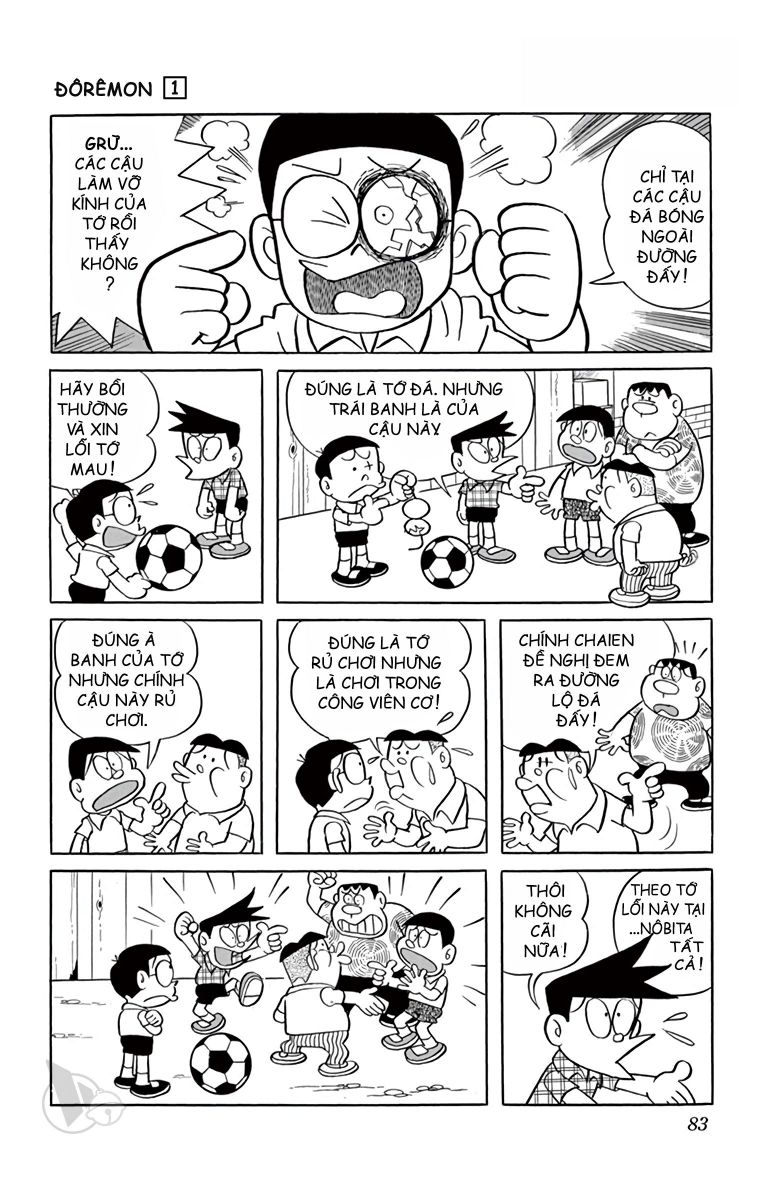 ĐÔRÊMON 1
GRỪ...
CÁC CẬU
LÀM VỠ
KÍNH CỦA
TỚ RỒI
THẤY
KHÔNG
?
CHỈ TẠI
CÁC CẬU
ĐÁ BÓNG
NGOÀI
ĐƯỜNG
ĐẤY!
HÃY BỒI
THƯỜNG
VÀ XIN
LỖI TỚ
MAU!
ĐÚNG LÀ TỚ ĐÁ. NHƯNG
TRÁI BANH LÀ CỦA
CẬU NÀY.
ĐÚNG À
BANH CỦA TỚ
NHƯNG CHÍNH
CẬU NÀY RỦ
CHƠI.
ĐÚNG LÀ TỚ
RỦ CHƠI NHƯNG
LÀ CHƠI TRONG
CÔNG VIÊN CƠ!
CHÍNH CHAIEN
ĐỀ NGHỊ ĐEM
RA ĐƯỜNG
LỘ ĐÁ
ĐẤY!
THÔI
KHÔNG
CÃI
NỮA!
THEO TỚ
LỖI NÀY TẠI
...NÔBITA
TẤT
CẢ!
83